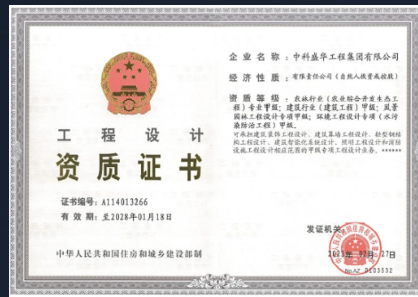 工程设计
资质证书
证书编号：A114013266
有 效 期：至2028年01月18日
中华人民共和国住房和城乡建设部制
企 业 名 称：中科盛华工程集团有限公司
经 济 性 质：有限责任公司（自然人投资或控股）
资 质 等 级：农林行业（农业综合开发生态工
程）专业甲级；建筑行业（建筑工程）甲级；风景
园林工程设计专项甲级；环境工程设计专项（水污
染防治工程）甲级。
可承担建筑装饰工程设计、建筑幕墙工程设计、轻型钢结
构工程设计、建筑智能化系统设计、照明工程设计和消防
设施工程设计相应范围的甲级专项工程设计业务。******
发证机关
27日